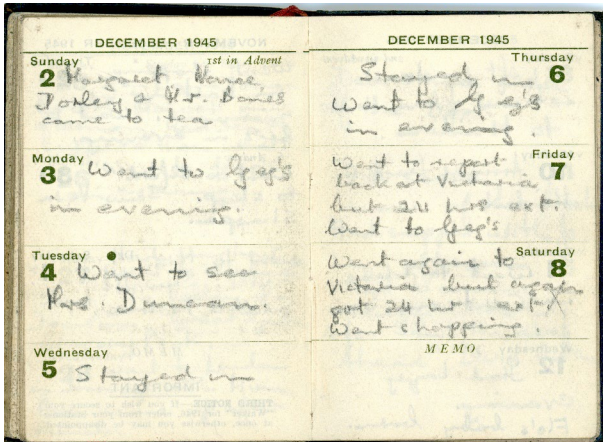 DECEMBER 1945
Sunday 1st in Advent
2 Margaret
& Mr.
came to tea
Monday
3 Went to Geg's
in evening.
Tuesday
4 Went to see
Mrs. Duncan.
Wednesday
5 Stayed in
DECEMBER 1945
Thursday
6 Stayed in
Went to Geg's
in evening.
Friday
7 Went to report
back at Victoria
but 24 hrs ext.
Went to Geg's
Saturday
8 Went again to
Victoria but again
got 24 hr ext.
Went shopping.
MEMO